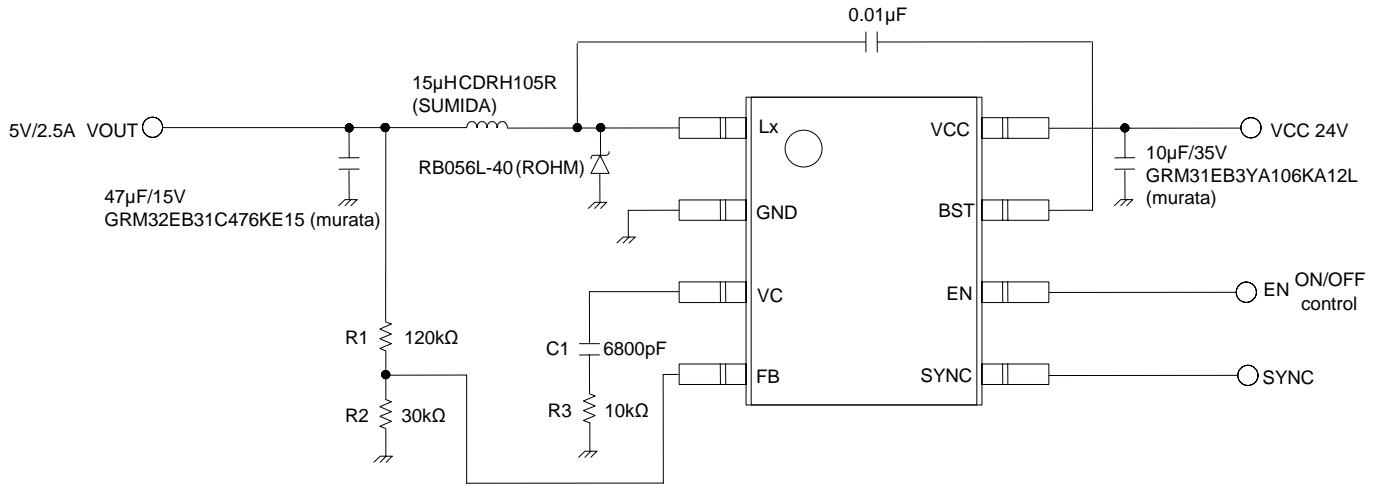 0.01µF
15µHCDRH105R
(SUMIDA)
5V/2.5A VOUT
Lx
VCC
VCC 24V
RB056L-40 (ROHM)
10µF/35V
GRM31EB3YA106KA12L
(murata)
47µF/15V
GRM32EB31C476KE15 (murata)
GND
BST
VC
EN
EN ON/OFF
control
R1 120kΩ
C1 6800pF
FB
SYNC
SYNC
R2 30kΩ
R3 10kΩ